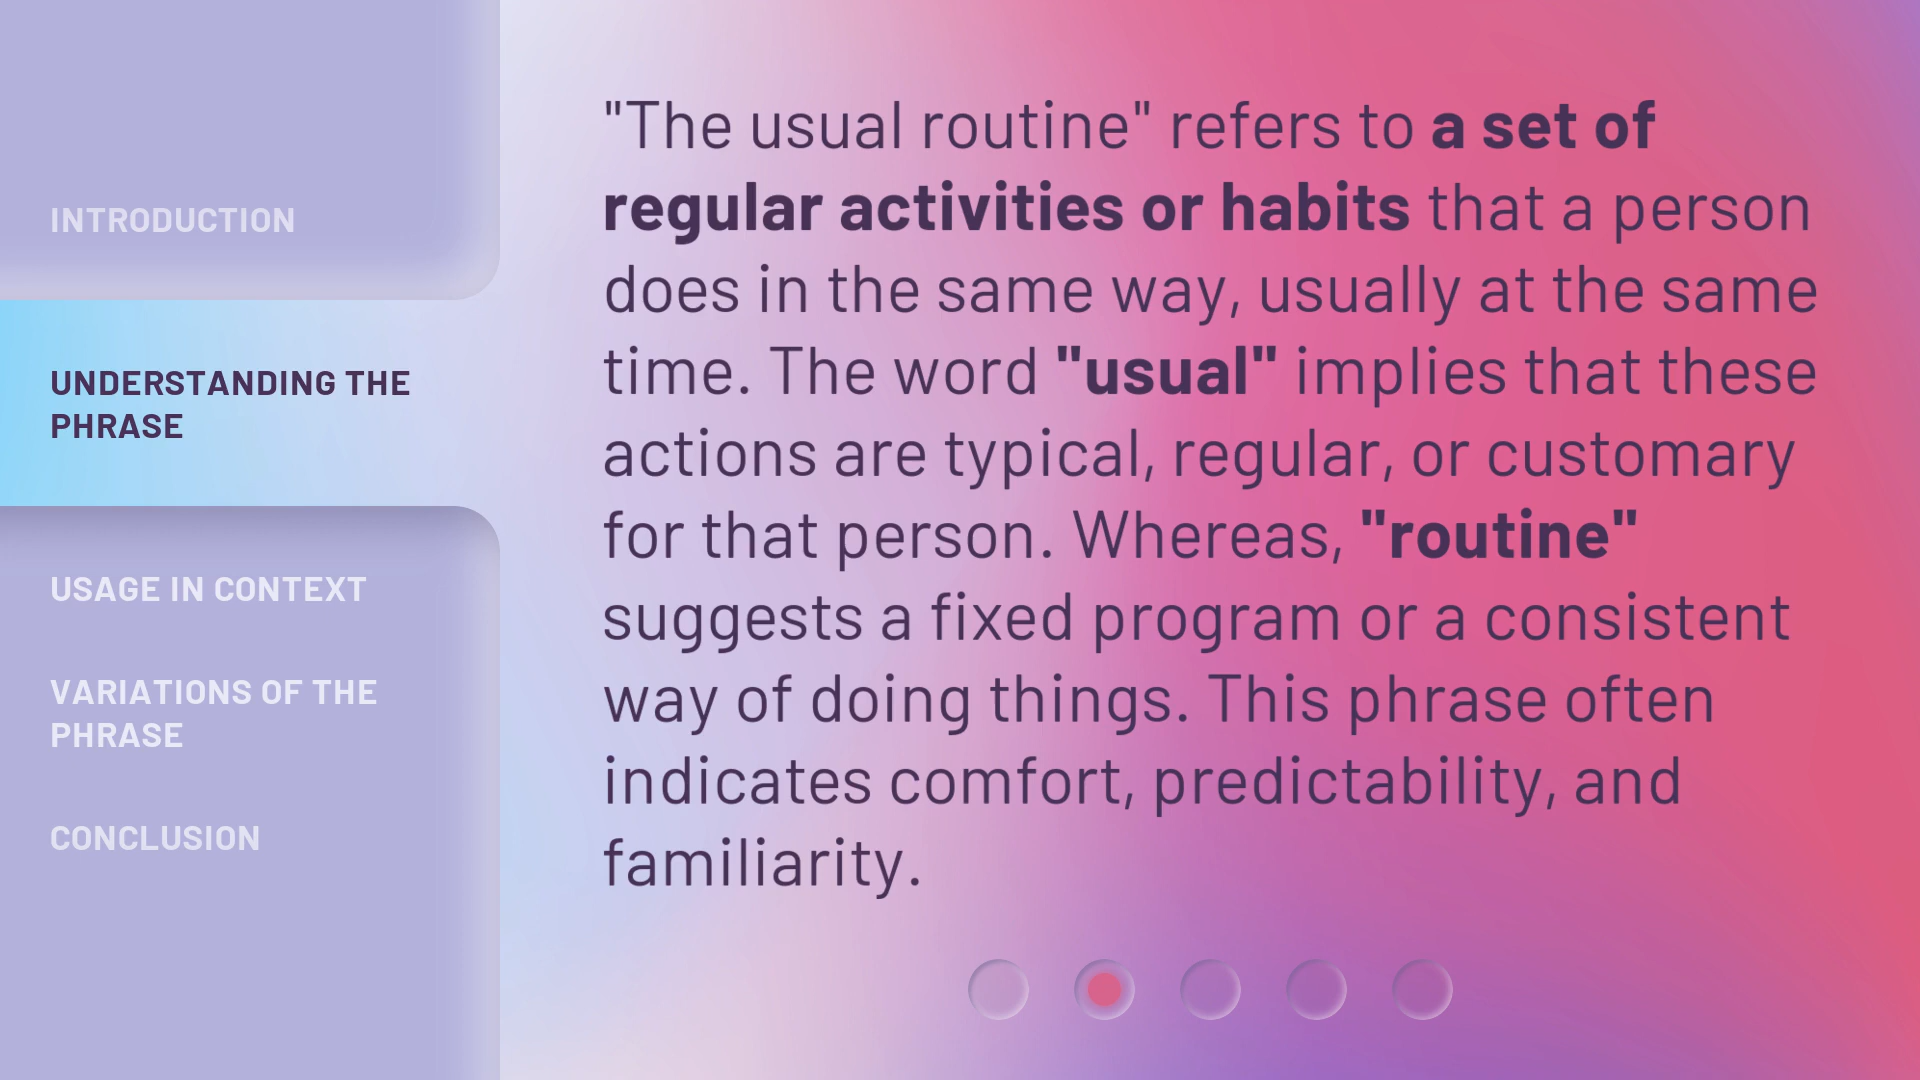 INTRODUCTION
UNDERSTANDING THE
PHRASE
USAGE IN CONTEXT
VARIATIONS OF THE
PHRASE
CONCLUSION
"The usual routine" refers to a set of
regular activities or habits that a person
does in the same way, usually at the same
time. The word "usual" implies that these
actions are typical, regular, or customary
for that person. Whereas, "routine"
suggests a fixed program or a consistent
way of doing things. This phrase often
indicates comfort, predictability, and
familiarity.